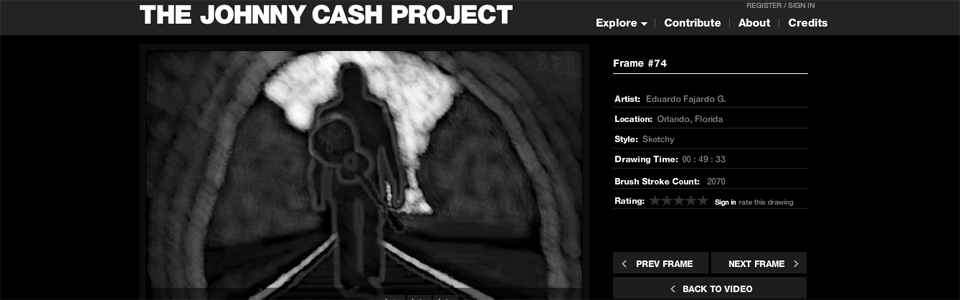 REGISTER / SIGN IN
THE JOHNNY CASH PROJECT
Explore Contribute About Credits
Frame #74
Artist: Eduardo Fajardo G.
Location: Orlando, Florida
Style: Sketchy
Drawing Time: 00 : 49 : 33
Brush Stroke Count: 2070
Rating: Sign in rate this drawing
PREV FRAME NEXT FRAME
BACK TO VIDEO